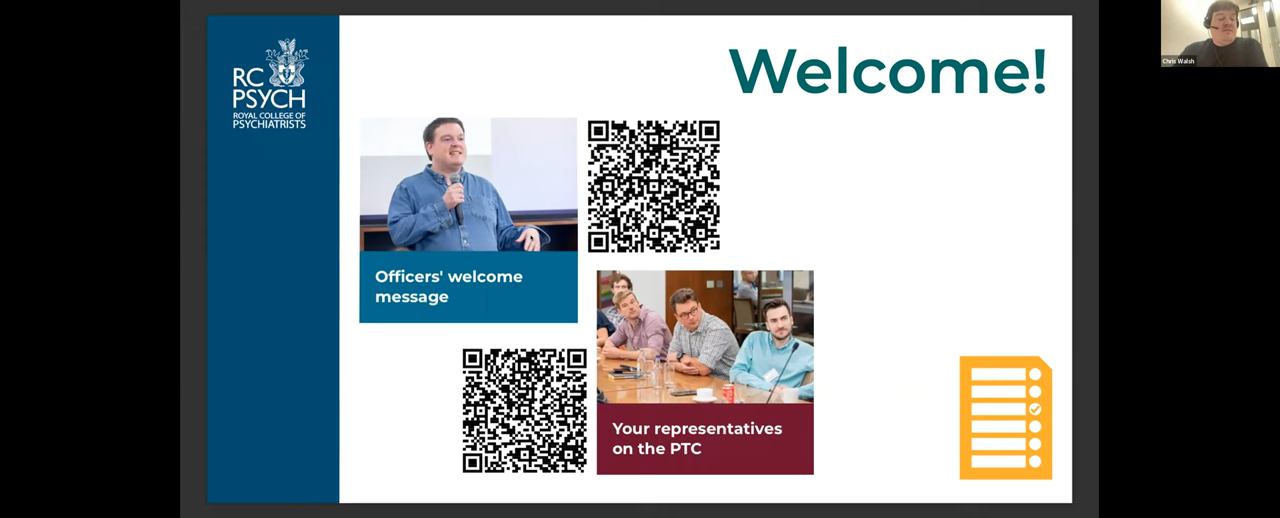 RC
PSYCH
ROYAL COLLEGE OF
PSYCHIATRISTS
Welcome!
Officers' welcome
message
Your representatives
on the PTC
Chris Walsh